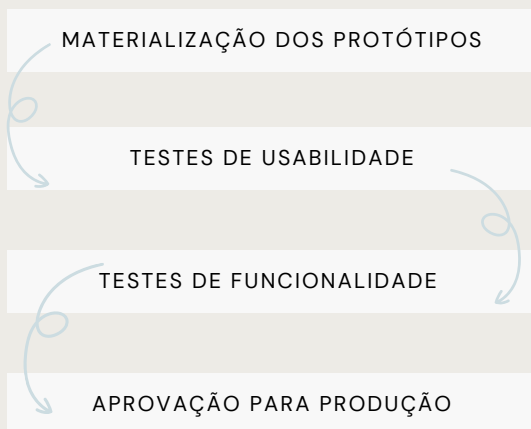 MATERIALIZAÇÃO DOS PROTÓTIPOS
TESTES DE USABILIDADE
TESTES DE FUNCIONALIDADE
APROVAÇÃO PARA PRODUÇÃO